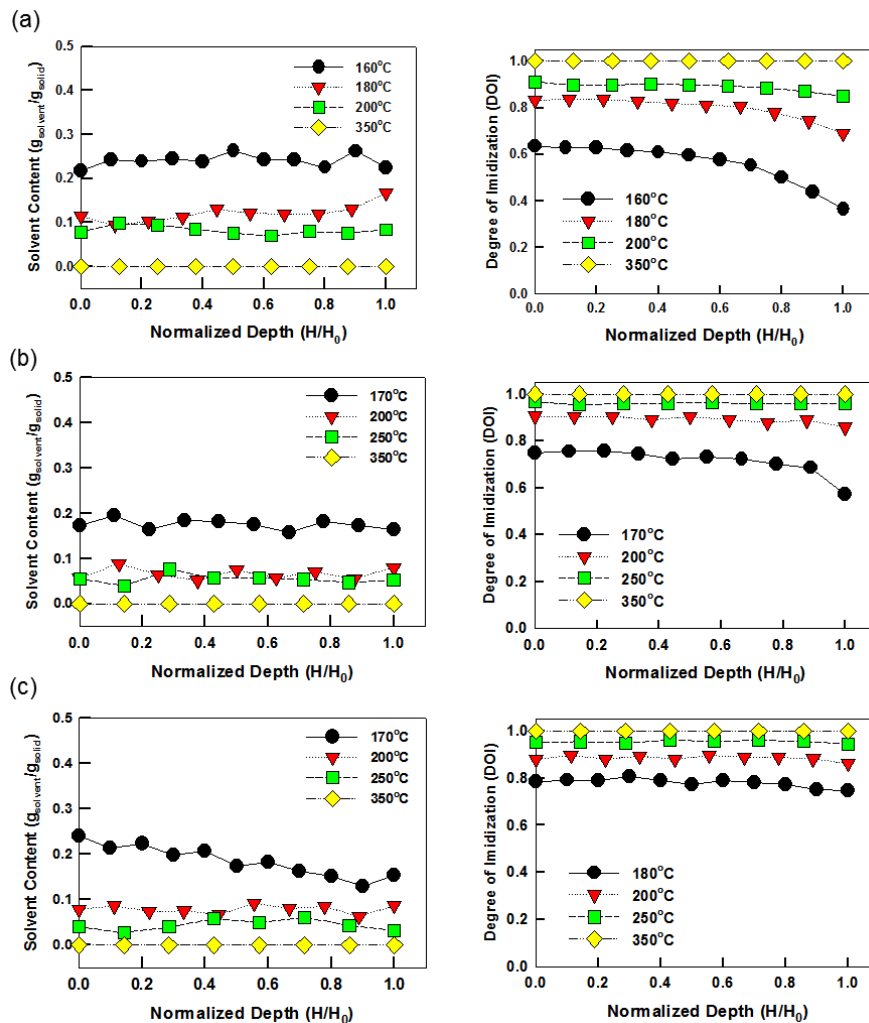 (a)
Solvent Content (gsolvent/gsolid)
0.5
0.4
0.3
0.2
0.1
0.0
160°C
180°C
200°C
350°C
0.0 0.2 0.4 0.6 0.8 1.0
Normalized Depth (H/H0)
Degree of Imidization (DOI)
1.0
0.8
0.6
0.4
0.2
0.0
160°C
180°C
200°C
350°C
0.0 0.2 0.4 0.6 0.8 1.0
Normalized Depth (H/H0)
(b)
Solvent Content (gsolvent/gsolid)
0.5
0.4
0.3
0.2
0.1
0.0
170°C
200°C
250°C
350°C
0.0 0.2 0.4 0.6 0.8 1.0
Normalized Depth (H/H0)
Degree of Imidization (DOI)
1.0
0.8
0.6
0.4
0.2
0.0
170°C
200°C
250°C
350°C
0.0 0.2 0.4 0.6 0.8 1.0
Normalized Depth (H/H0)
(c)
Solvent Content (gsolvent/gsolid)
0.5
0.4
0.3
0.2
0.1
0.0
170°C
200°C
250°C
350°C
0.0 0.2 0.4 0.6 0.8 1.0
Normalized Depth (H/H0)
Degree of Imidization (DOI)
1.0
0.8
0.6
0.4
0.2
0.0
180°C
200°C
250°C
350°C
0.0 0.2 0.4 0.6 0.8 1.0
Normalized Depth (H/H0)